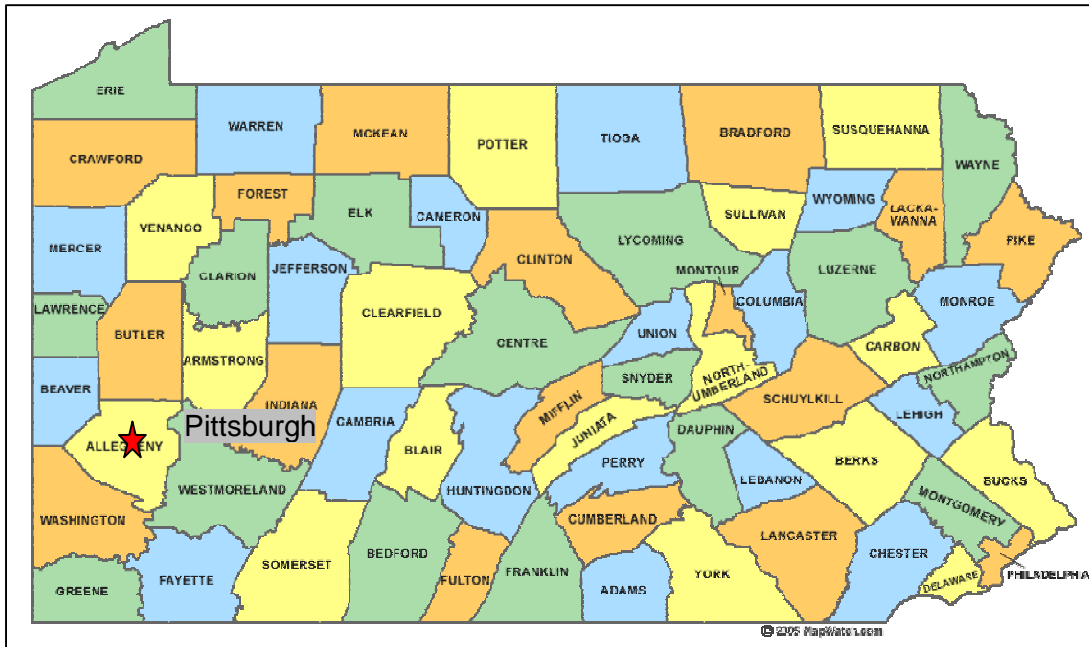 ERIE
WARREN
MCKEAN
POTTER
TIOGA
BRADFORD
SUSQUEHANNA
WAYNE
CRAWFORD
FOREST
ELK
CAMERON
SULLIVAN
WYOMING
LACKA-
WANNA
PIKE
MERCER
VENANGO
CLARION
JEFFERSON
CLINTON
LYCOMING
MONTOUR
COLUMBIA
LUZERNE
MONROE
LAWRENCE
BUTLER
ARMSTRONG
CLEARFIELD
CENTRE
UNION
CARBON
NORTHAMPTON
BEAVER
INDIANA
CAMBRIA
BLAIR
MIFFLIN
SNYDER
NORTH-
UMBERLAND
SCHUYLKILL
LEHIGH
ALLEGHENY
Pittsburgh
JUNIATA
DAUPHIN
WESTMORELAND
HUNTINGDON
PERRY
LEBANON
BERKS
BUCKS
MONTGOMERY
WASHINGTON
CUMBERLAND
LANCASTER
GREENE
FAYETTE
SOMERSET
BEDFORD
FULTON
FRANKLIN
ADAMS
YORK
CHESTER
DELAWARE
PHILADELPHIA
© 2005 MapWatch.com